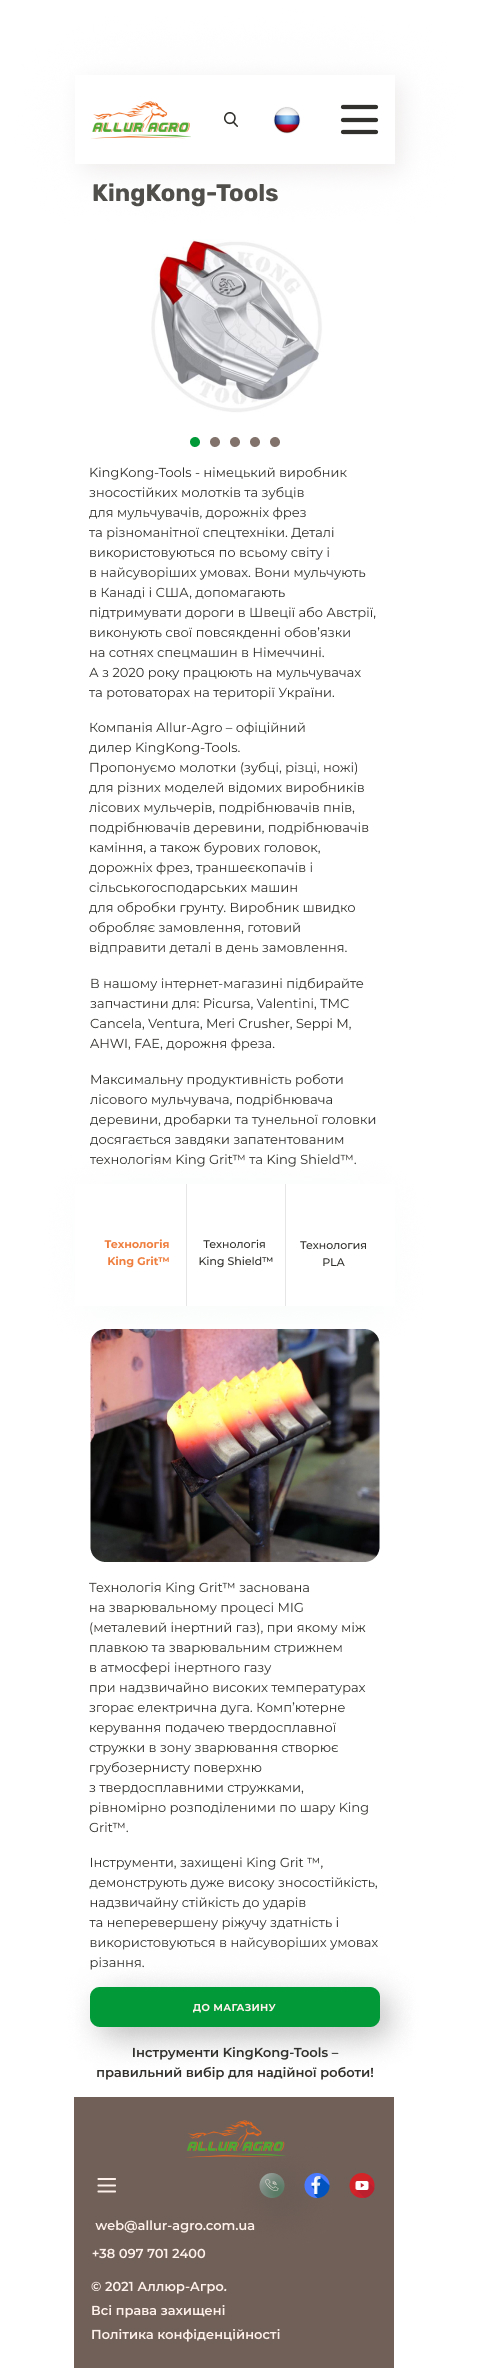 ALLUR AGRO
KingKong-Tools
KING KONG
TOOLS
KingKong-Tools - німецький виробник
зносостійких молотків та зубців
для мульчувачів, дорожніх фрез
та різноманітної спецтехніки. Деталі
використовуються по всьому світу і
в найсуворіших умовах. Вони мульчують
в Канаді і США, допомагають
підтримувати дороги в Швеції або Австрії,
виконують свої повсякденні обов’язки
на сотнях спецмашин в Німеччині.
А з 2020 року працюють на мульчувачах
та ротоваторах на території України.
Компанія Allur-Agro – офіційний
дилер KingKong-Tools.
Пропонуємо молотки (зубці, різці, ножі)
для різних моделей відомих виробників
лісових мульчерів, подрібнювачів пнів,
подрібнювачів деревини, подрібнювачів
каміння, а також бурових головок,
дорожніх фрез, траншеєкопачів і
сільськогосподарських машин
для обробки грунту. Виробник швидко
обробляє замовлення, готовий
відправити деталі в день замовлення.
В нашому інтернет-магазині підбирайте
запчастини для: Picursa, Valentini, TMC
Cancela, Ventura, Meri Crusher, Seppi M,
AHWI, FAE, дорожня фреза.
Максимальну продуктивність роботи
лісового мульчувача, подрібнювача
деревини, дробарки та тунельної головки
досягається завдяки запатентованим
технологіям King Grit™ та King Shield™.
Технологія
King Grit™
Технологія
King Shield™
Технология
PLA
Технологія King Grit™ заснована
на зварювальному процесі MIG
(металевий інертний газ), при якому між
плавкою та зварювальним стрижнем
в атмосфері інертного газу
при надзвичайно високих температурах
згорає електрична дуга. Комп’ютерне
керування подачею твердосплавної
стружки в зону зварювання створює
грубозернисту поверхню
з твердосплавними стружками,
рівномірно розподіленими по шару King
Grit™.
Інструменти, захищені King Grit ™,
демонструють дуже високу зносостійкість,
надзвичайну стійкість до ударів
та неперевершену ріжучу здатність і
використовуються в найсуворіших умовах
різання.
ДО МАГАЗИНУ
Інструменти KingKong-Tools –
правильний вибір для надійної роботи!
ALLUR AGRO
web@allur-agro.com.ua
+38 097 701 2400
© 2021 Аллюр-Агро.
Всі права захищені
Політика конфіденційності